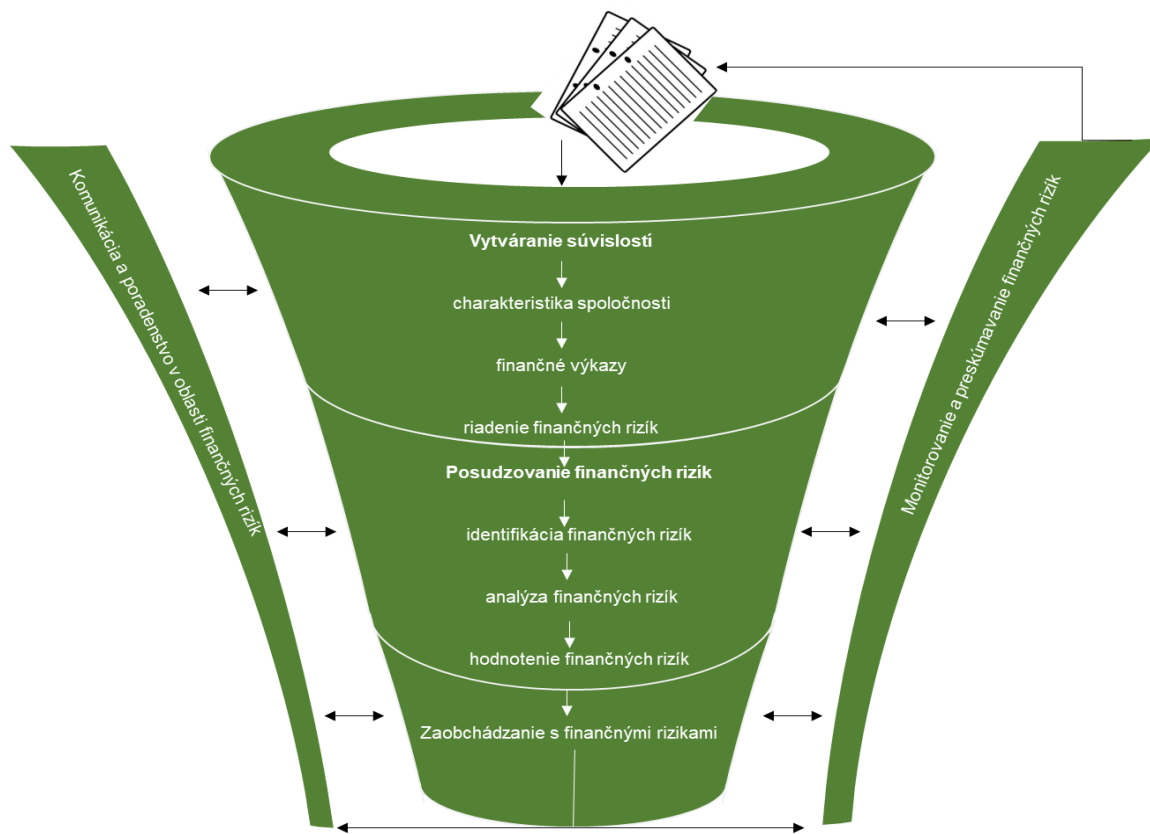 Komunikácia a poradenstvo v oblasti finančných rizík
Vytváranie súvislostí
charakteristika spoločnosti
finančné výkazy
riadenie finančných rizík
Posudzovanie finančných rizík
identifikácia finančných rizík
analýza finančných rizík
hodnotenie finančných rizík
Zaobchádzanie s finančnými rizikami
Monitorovanie a preskúmavanie finančných rizík